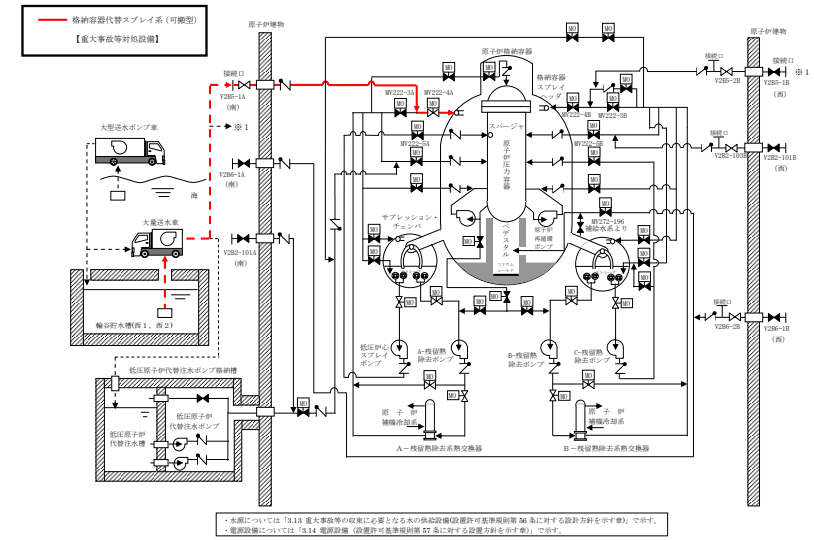 格納容器代替スプレイ系(可搬型)
【重大事故等対処設備】
原子炉建物
原子炉建物
原子炉格納容器
接続口
V2B5-1A
(南)
MV222-3A
MV222-4A
格納容器
スプレイ
ヘッダ
MV222-4B
MV222-3B
接続口
V2B5-2B
接続口
V2B5-1B
(西)
※1
※1
大型送水ポンプ車
海
MV222-5A
スパージャ
MV222-5B
原子炉圧力容器
接続口
V2B2-103B
V2B2-101B
(西)
V2B6-1A
(南)
大量送水車
V2B2-101A
(南)
サプレッション・
チェンバ
ペデスタル
コリウム
シールド
原子炉
再循環
ポンプ
MV272-196
補給水系より
輪谷貯水槽(西1、西2)
低圧炉心
スプレイ
ポンプ
A-残留熱
除去ポンプ
B-残留熱
除去ポンプ
C-残留熱
除去ポンプ
接続口
V2B6-2B
V2B6-1B
(西)
低圧原子炉代替注水ポンプ格納槽
低圧原子炉
代替注水ポンプ
低圧原子炉
代替注水槽
原子炉
補機冷却系
原子炉
補機冷却系
A-残留熱除去系熱交換器
B-残留熱除去系熱交換器
・水源については「3.13 重大事故等の収束に必要となる水の供給設備(設置許可基準規則第56条に対する設計方針を示す章)」で示す。
・電源設備については「3.14 電源設備(設置許可基準規則第57条に対する設置方針を示す章)」で示す。